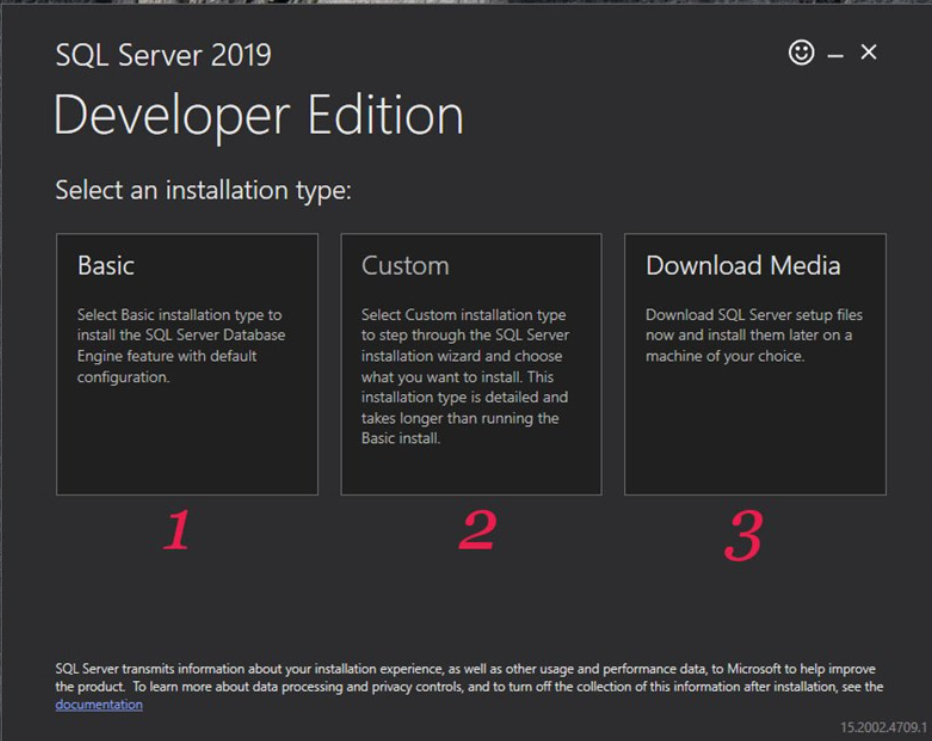 SQL Server 2019
Developer Edition
Select an installation type:
Basic
Select Basic installation type to
install the SQL Server Database
Engine feature with default
configuration.
Custom
Select Custom installation type
to step through the SQL Server
installation wizard and choose
what you want to install. This
installation type is detailed and
takes longer than running the
Basic install.
Download Media
Download SQL Server setup files
now and install them later on a
machine of your choice.
1
2
3
SQL Server transmits information about your installation experience, as well as other usage and performance data, to Microsoft to help improve
the product. To learn more about data processing and privacy controls, and to turn off the collection of this information after installation, see the
documentation
15.2002.4709.1